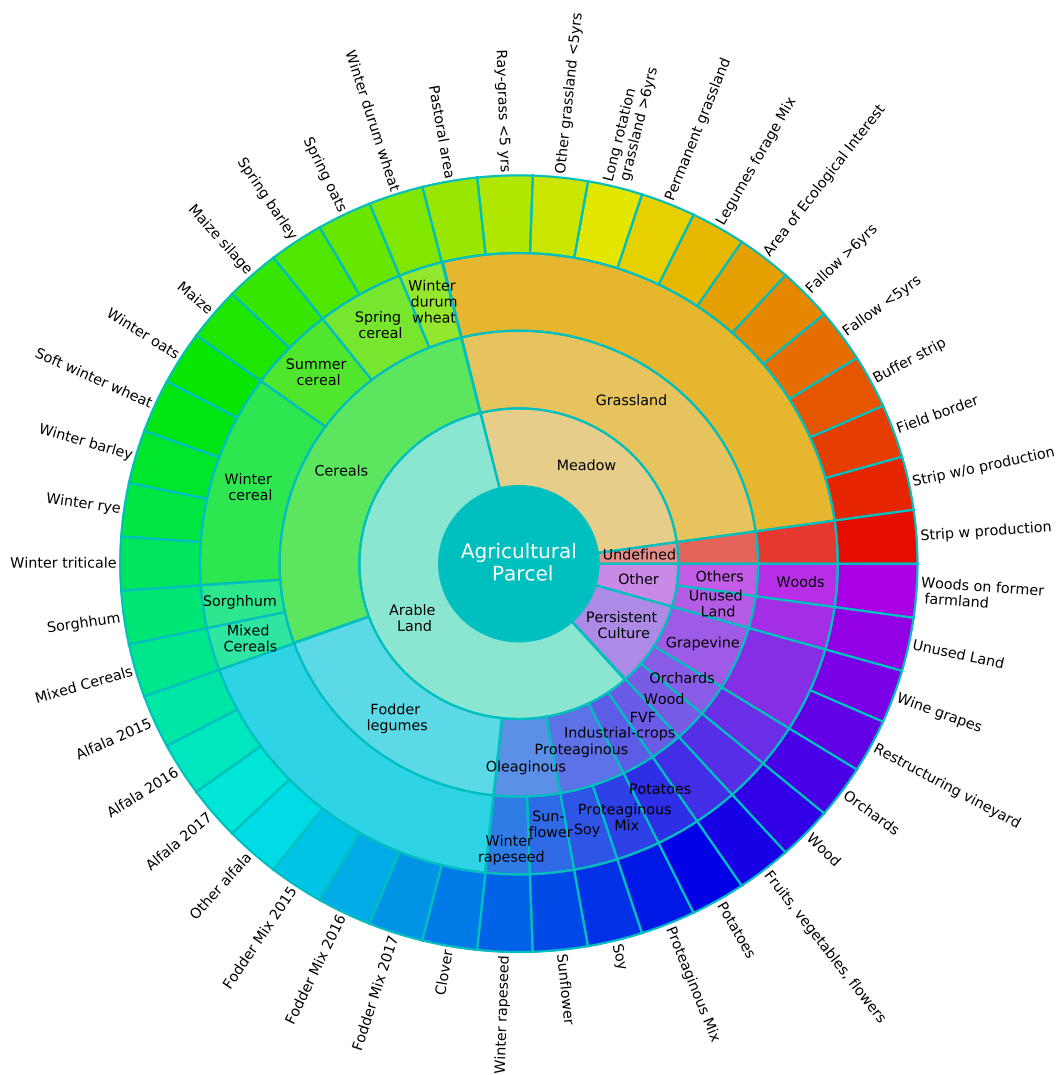 Agricultural
Parcel
Meadow
Undefined
Other
Persistent
Culture
Arable
Land
Grassland
Others
Unused
Land
Grapevine
Orchards
Wood
FVF
Industrial-crops
Proteaginous
Oleaginous
Fodder
legumes
Cereals
Woods
Potatoes
Proteaginous
Mix
Soy
Sun-
flower
Winter
rapeseed
Mixed
Cereals
Sorghhum
Winter
cereal
Summer
cereal
Spring
cereal
Winter
durum
wheat
Pastoral area
Ray-grass <5 yrs
Other grassland <5yrs
Long rotation
grassland >6yrs
Permanent grassland
Legumes forage Mix
Area of Ecological Interest
Fallow >6yrs
Fallow <5yrs
Buffer strip
Field border
Strip w/o production
Strip w production
Woods on former
farmland
Unused Land
Wine grapes
Restructuring vineyard
Orchards
Wood
Fruits, vegetables, flowers
Potatoes
Proteaginous Mix
Soy
Sunflower
Winter rapeseed
Clover
Fodder Mix 2017
Fodder Mix 2016
Fodder Mix 2015
Other alfala
Alfala 2017
Alfala 2016
Alfala 2015
Mixed Cereals
Sorghhum
Winter triticale
Winter rye
Winter barley
Soft winter wheat
Winter oats
Maize
Maize silage
Spring barley
Spring oats
Winter durum wheat